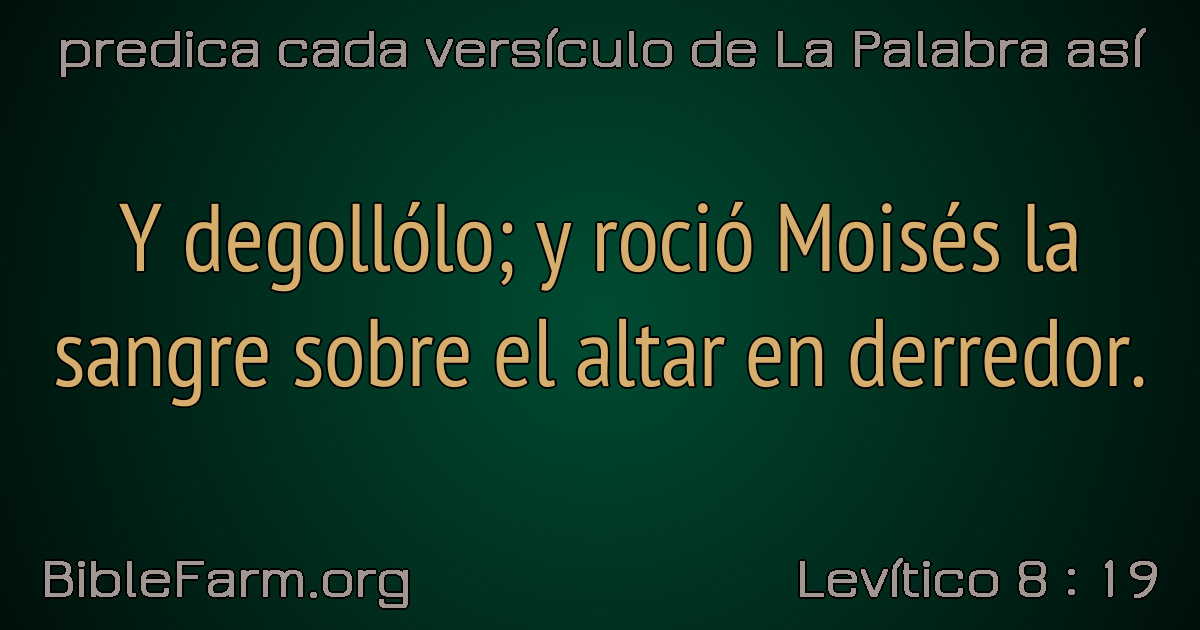 predica cada versículo de La Palabra así
Y degollólo; y roció Moisés la
sangre sobre el altar en derredor.
BibleFarm.org
Levítico 8 : 19